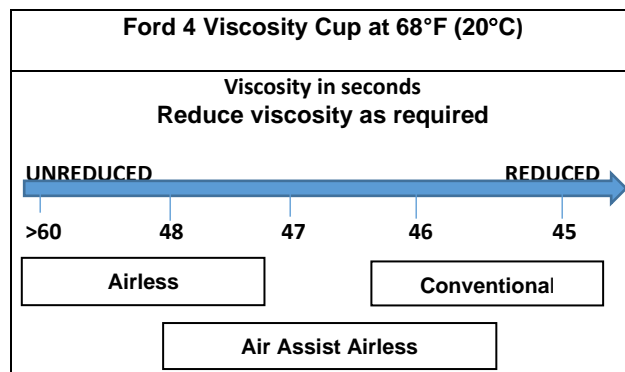 Ford 4 Viscosity Cup at 68°F (20°C)
Viscosity in seconds
Reduce viscosity as required
UNREDUCED REDUCED
>60 48 47 46 45
Airless Conventional
Air Assist Airless